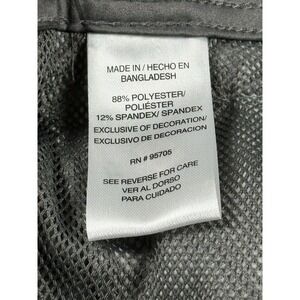 MADE IN / HECHO EN
BANGLADESH
88% POLYESTER/
POLIÉSTER
12% SPANDEX/ SPANDEX
EXCLUSIVE OF DECORATION/
EXCLUSIVO DE DECORACION
RN # 95705
SEE REVERSE FOR CARE
VER AL DORSO
PARA CUIDADO